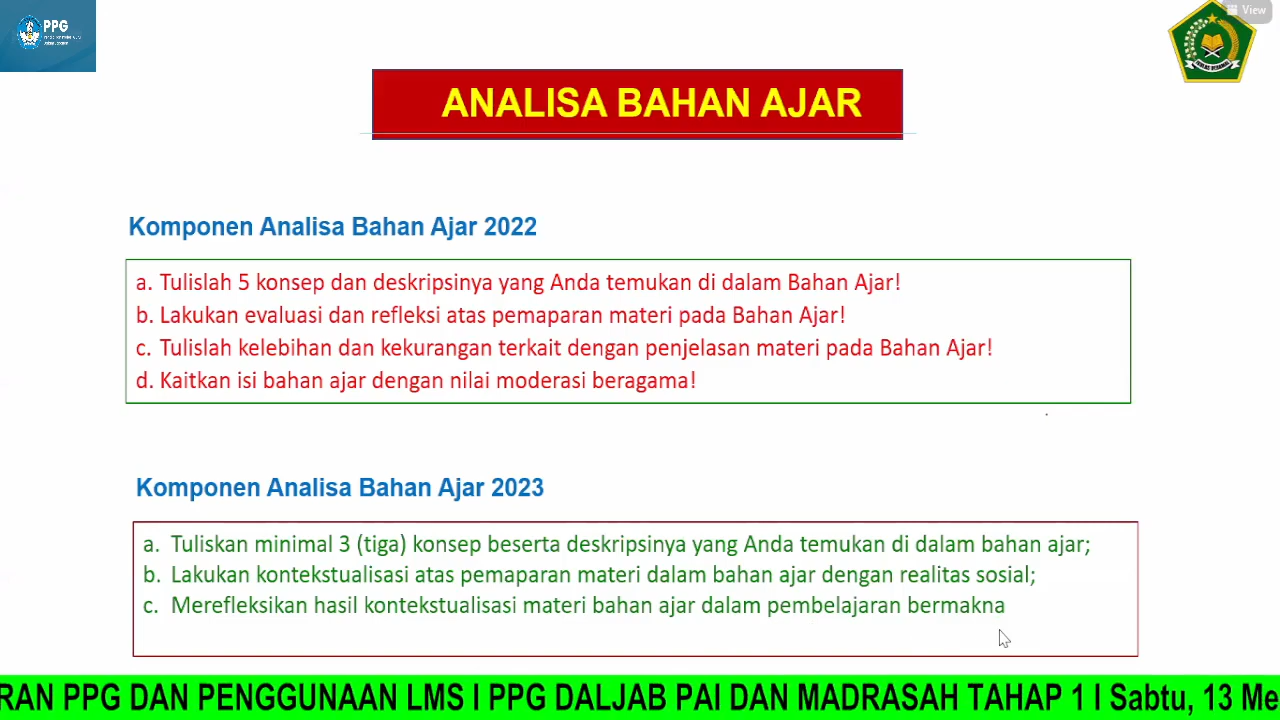 PPG
View
ANALISA BAHAN AJAR
Komponen Analisa Bahan Ajar 2022
a. Tulislah 5 konsep dan deskripsinya yang Anda temukan di dalam Bahan Ajar!
b. Lakukan evaluasi dan refleksi atas pemaparan materi pada Bahan Ajar!
c. Tulislah kelebihan dan kekurangan terkait dengan penjelasan materi pada Bahan Ajar!
d. Kaitkan isi bahan ajar dengan nilai moderasi beragama!
Komponen Analisa Bahan Ajar 2023
a. Tuliskan minimal 3 (tiga) konsep beserta deskripsinya yang Anda temukan di dalam bahan ajar;
b. Lakukan kontekstualisasi atas pemaparan materi dalam bahan ajar dengan realitas sosial;
c. Merefleksikan hasil kontekstualisasi materi bahan ajar dalam pembelajaran bermakna
RAN PPG DAN PENGGUNAAN LMS I PPG DALJAB PAI DAN MADRASAH TAHAP 1 I Sabtu, 13 Me